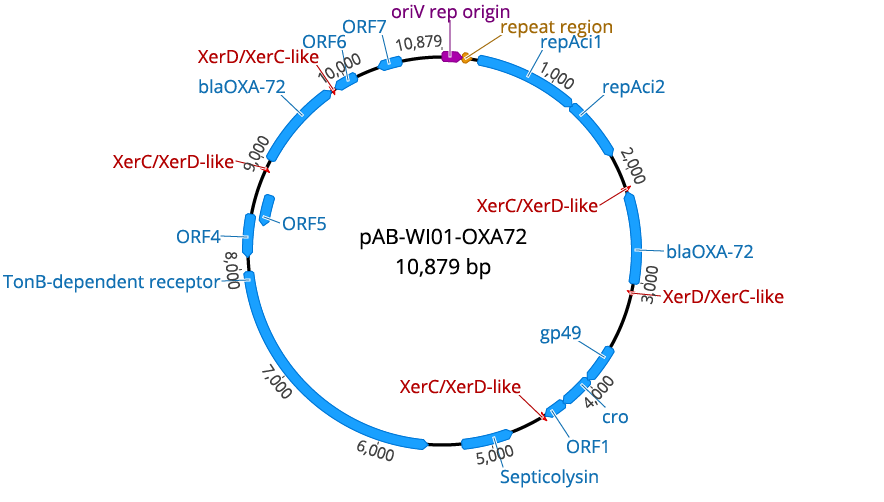 oriV rep origin
ORF7
10,879
repeat region
ORF6
repAci1
XerD/XerC-like
10,000
1,000
blaOXA-72
repAci2
9,000
2,000
XerC/XerD-like
XerC/XerD-like
ORF5
ORF4
pAB-WI01-OXA72
10,879 bp
blaOXA-72
8,000
TonB-dependent receptor
3,000
XerD/XerC-like
gp49
7,000
XerC/XerD-like
4,000
cro
ORF1
6,000
5,000
Septicolysin